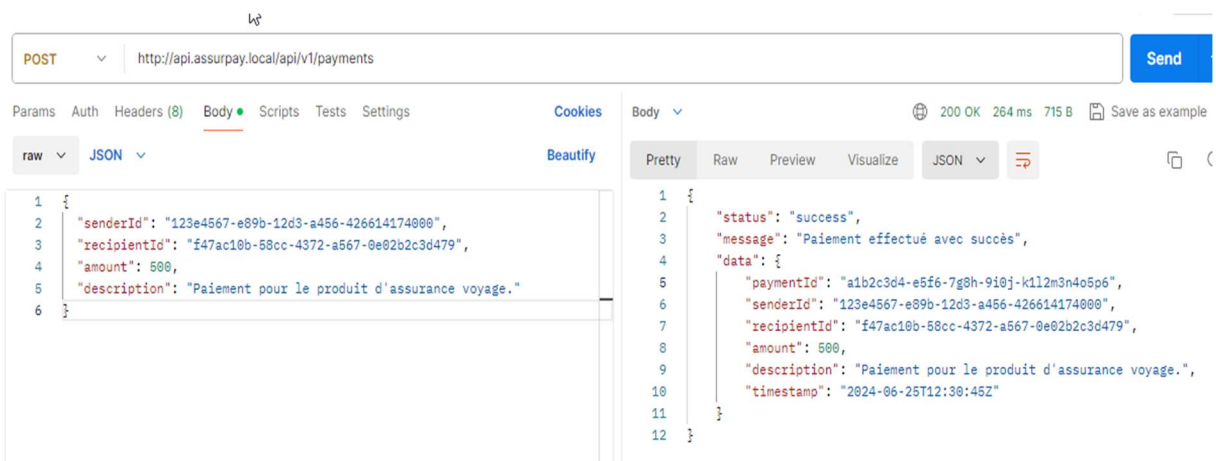 POST http://api.assurpay.local/api/v1/payments Send
Params Auth Headers (8) Body Scripts Tests Settings Cookies
raw JSON Beautify
1 {
2 "senderId": "123e4567-e89b-12d3-a456-426614174000",
3 "recipientId": "f47ac10b-58cc-4372-a567-0e02b2c3d479",
4 "amount": 500,
5 "description": "Paiement pour le produit d'assurance voyage."
6 }
Body 200 OK 264 ms 715 B Save as example
Pretty Raw Preview Visualize JSON
1 {
2 "status": "success",
3 "message": "Paiement effectué avec succès",
4 "data": {
5 "paymentId": "a1b2c3d4-e5f6-7g8h-9i0j-k1l2m3n4o5p6",
6 "senderId": "123e4567-e89b-12d3-a456-426614174000",
7 "recipientId": "f47ac10b-58cc-4372-a567-0e02b2c3d479",
8 "amount": 500,
9 "description": "Paiement pour le produit d'assurance voyage.",
10 "timestamp": "2024-06-25T12:30:45Z"
11 }
12 }